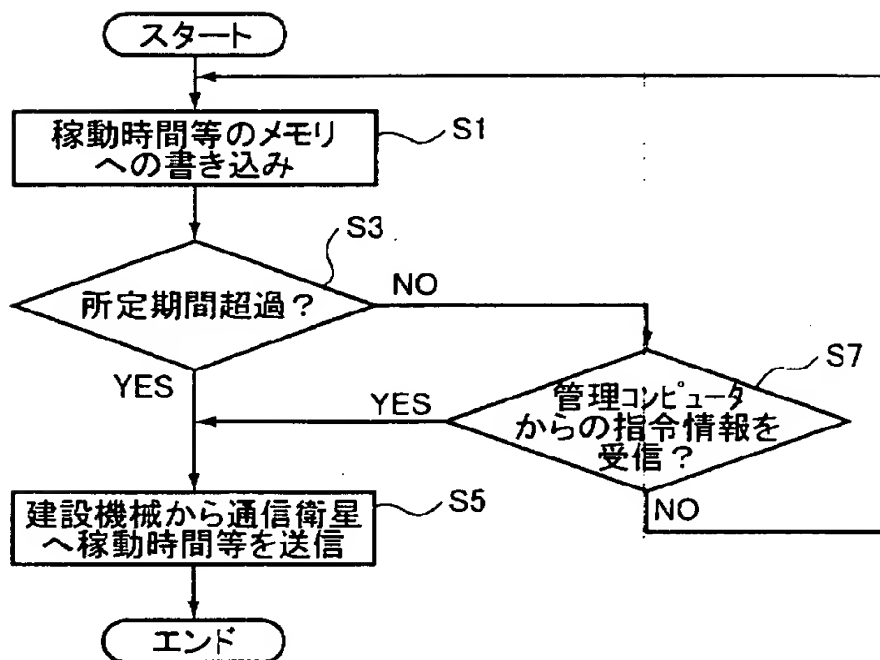 スタート
稼動時間等のメモリ
への書き込み
S1
S3
所定期間超過?
NO
YES
S7
管理コンピュータ
からの指令情報を
受信?
YES
NO
建設機械から通信衛星
へ稼動時間等を送信
S5
エンド